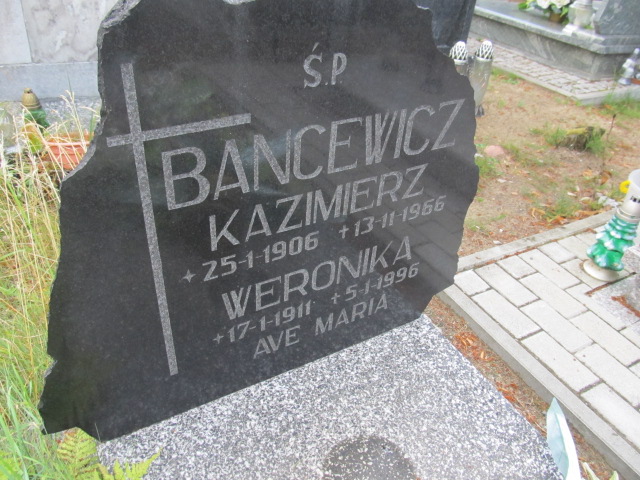 Ś.P
BANCEWICZ
KAZIMIERZ
+25-1-1906 +13-11-1966
WERONIKA
+17-1-1911 +5-1-1996
AVE MARIA